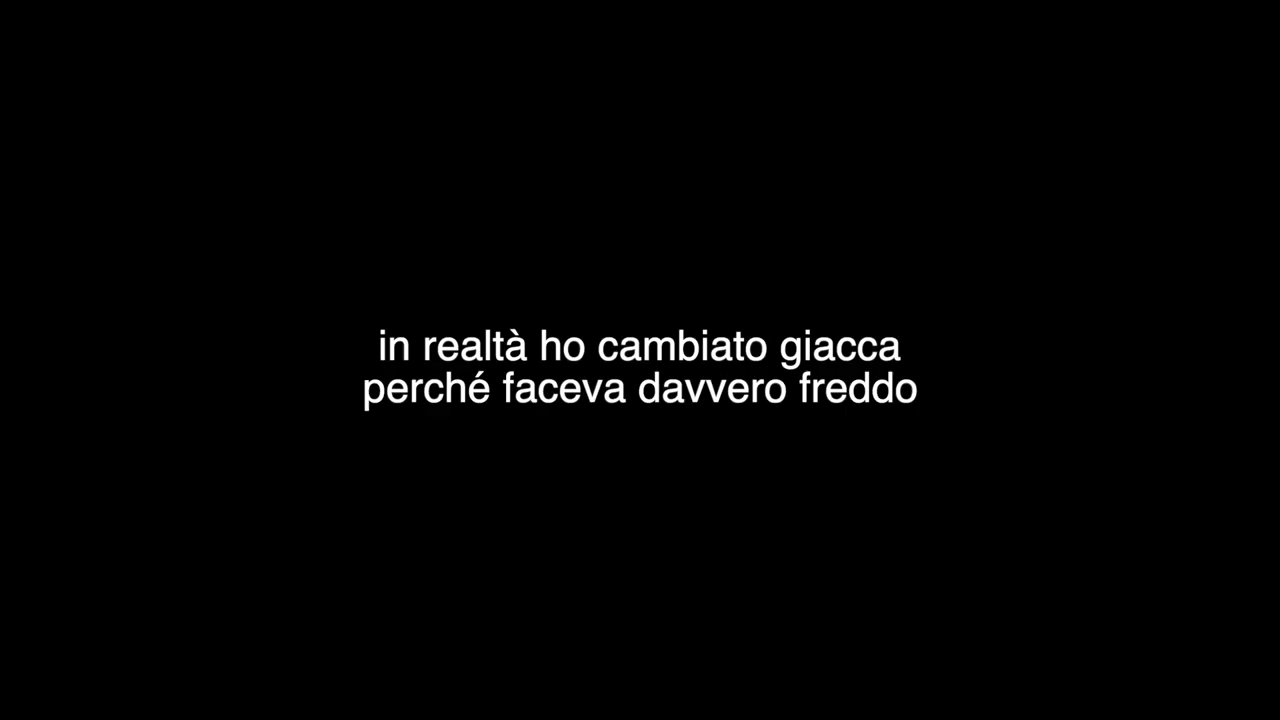 in realtà ho cambiato giacca
perché faceva davvero freddo